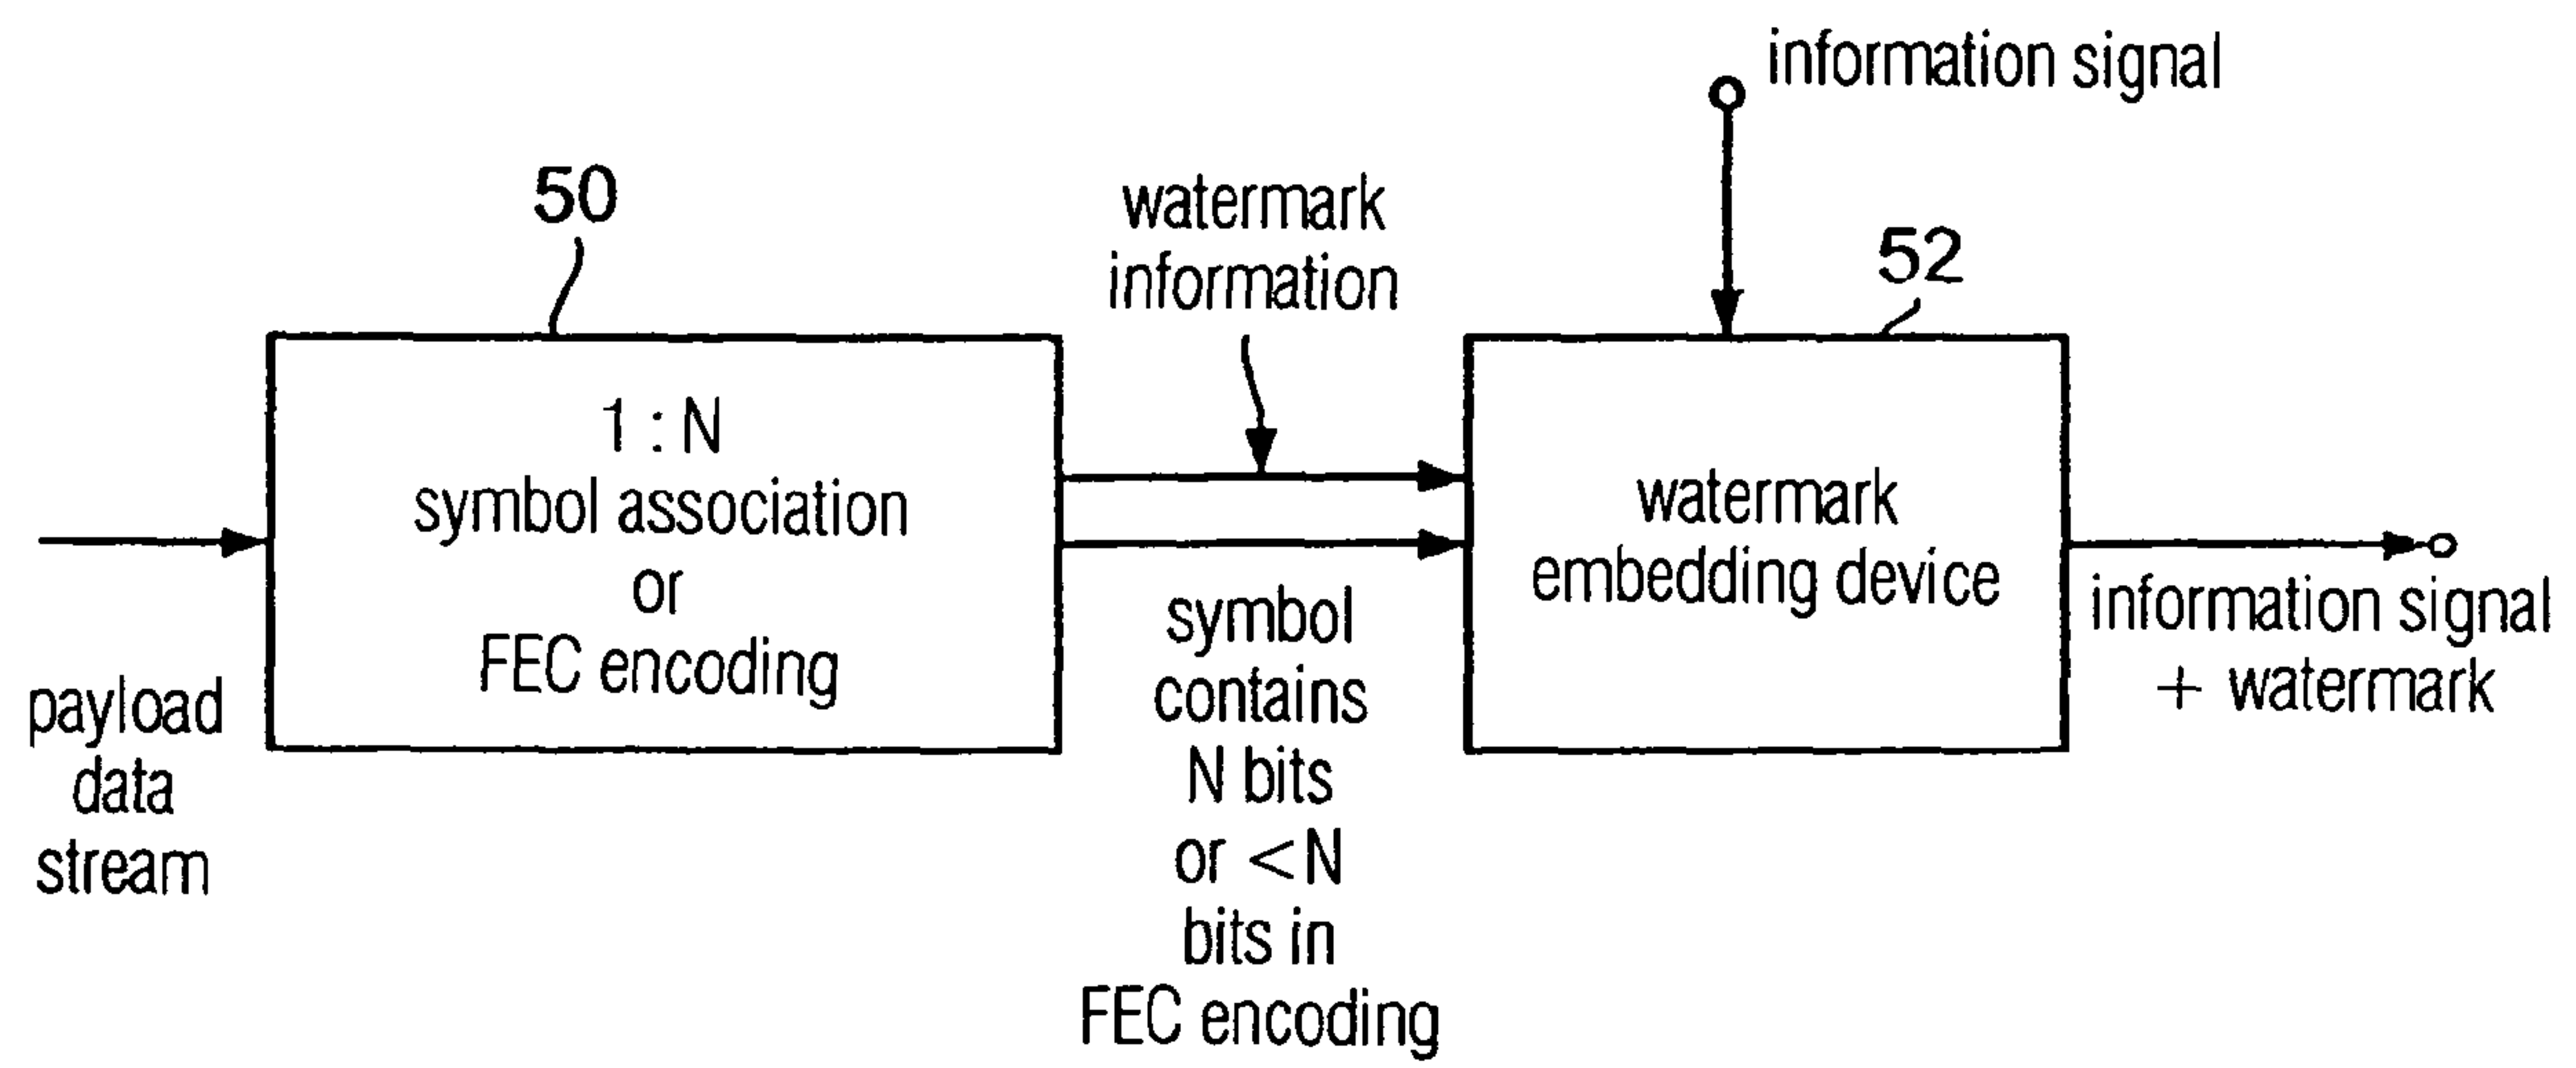 information signal
50
watermark
information
52
1 : N
symbol association
or
FEC encoding
watermark
embedding device
payload
data
stream
symbol
contains
N bits
or <N
bits in
FEC encoding
information signal
+ watermark